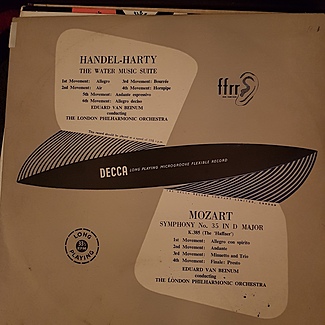 HANDEL-HARTY
THE WATER MUSIC SUITE
1st Movement: Allegro 3rd Movement: Bourrée
2nd Movement: Air 4th Movement: Hornpipe
5th Movement: Andante espressivo
6th Movement: Allegro deciso
EDUARD VAN BEINUM
conducting
THE LONDON PHILHARMONIC ORCHESTRA
ffrr
DECCA LONG PLAYING MICROGROOVE FLEXIBLE RECORD
MOZART
SYMPHONY No. 35 IN D MAJOR
K.385 (The 'Haffner')
1st Movement: Allegro con spirito
2nd Movement: Andante
3rd Movement: Minuetto and Trio
4th Movement: Finale: Presto
EDUARD VAN BEINUM
conducting
THE LONDON PHILHARMONIC ORCHESTRA
LONG
33⅓
PLAYING